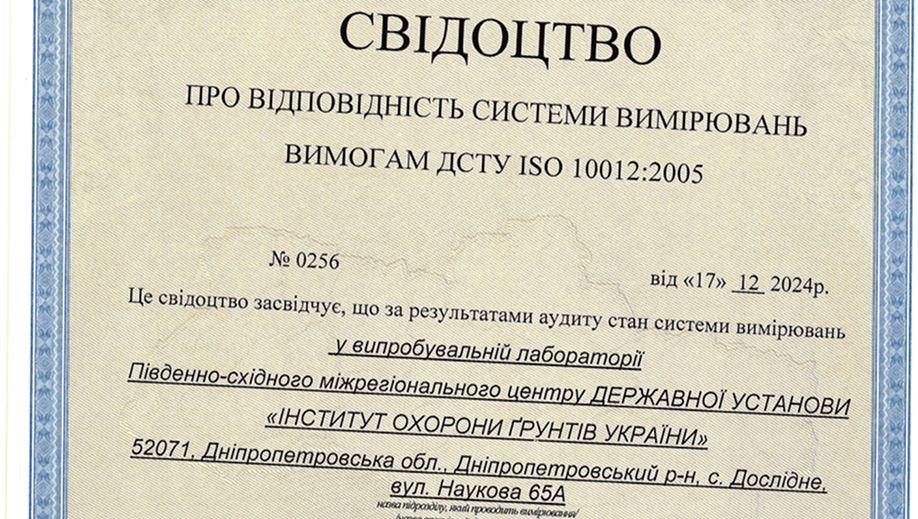 СВІДОЦТВО
ПРО ВІДПОВІДНІСТЬ СИСТЕМИ ВИМІРЮВАНЬ
ВИМОГАМ ДСТУ ISO 10012:2005
№ 0256
від «17» 12 2024р.
Це свідоцтво засвідчує, що за результатами аудиту стан системи вимірювань
у випробувальній лабораторії
Південно-східного міжрегіонального центру ДЕРЖАВНОЇ УСТАНОВИ
«ІНСТИТУТ ОХОРОНИ ҐРУНТІВ УКРАЇНИ»
52071, Дніпропетровська обл., Дніпропетровський р-н, с. Дослідне,
вул. Наукова 65А
назва підрозділу, який проводить вимірювання/